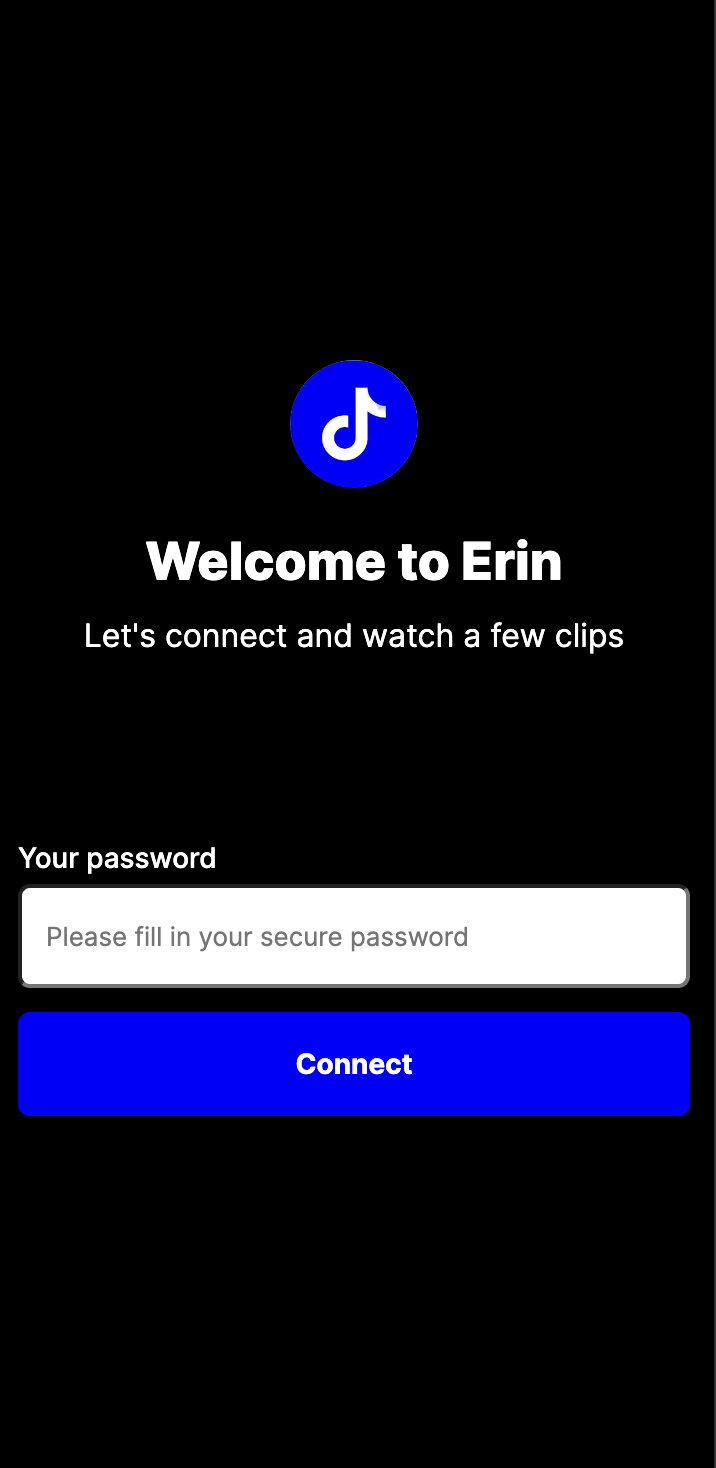 Welcome to Erin
Let's connect and watch a few clips
Your password
Please fill in your secure password
Connect